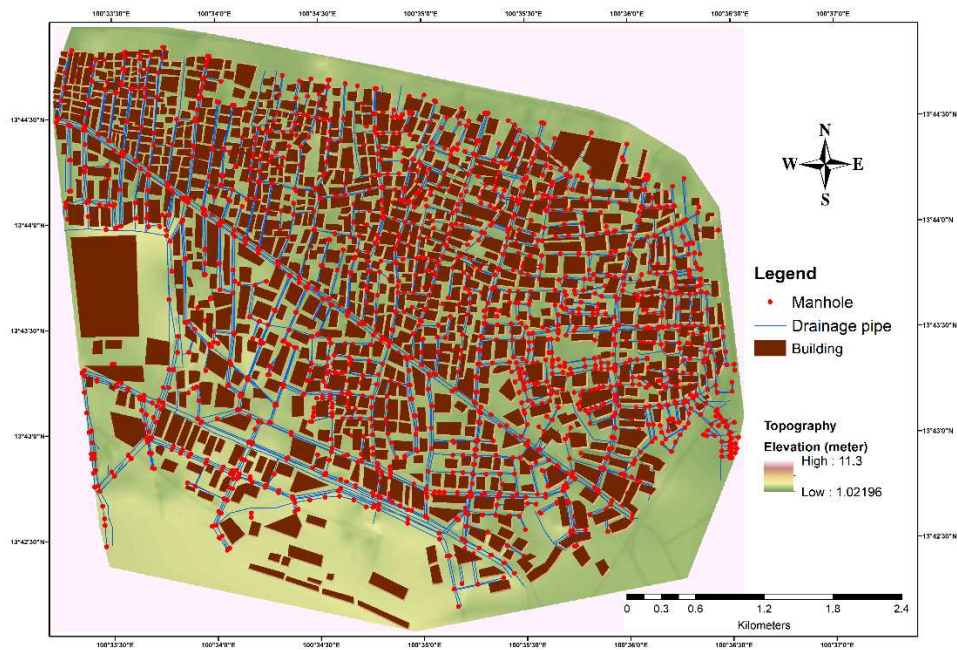 100°33'30"E 100°34'0"E 100°34'30"E 100°35'0"E 100°35'30"E 100°36'0"E 100°36'30"E 100°37'0"E
13°44'30"N 13°44'30"N
N
W E
S
13°44'0"N 13°44'0"N
Legend
Manhole
Drainage pipe
13°43'30"N 13°43'30"N
Building
Topography
13°43'0"N 13°43'0"N
Elevation (meter)
High : 11.3
Low : 1.02196
13°42'30"N 13°42'30"N
0 0.3 0.6 1.2 1.8 2.4
Kilometers
100°33'30"E 100°34'0"E 100°34'30"E 100°35'0"E 100°35'30"E 100°36'0"E 100°36'30"E 100°37'0"E